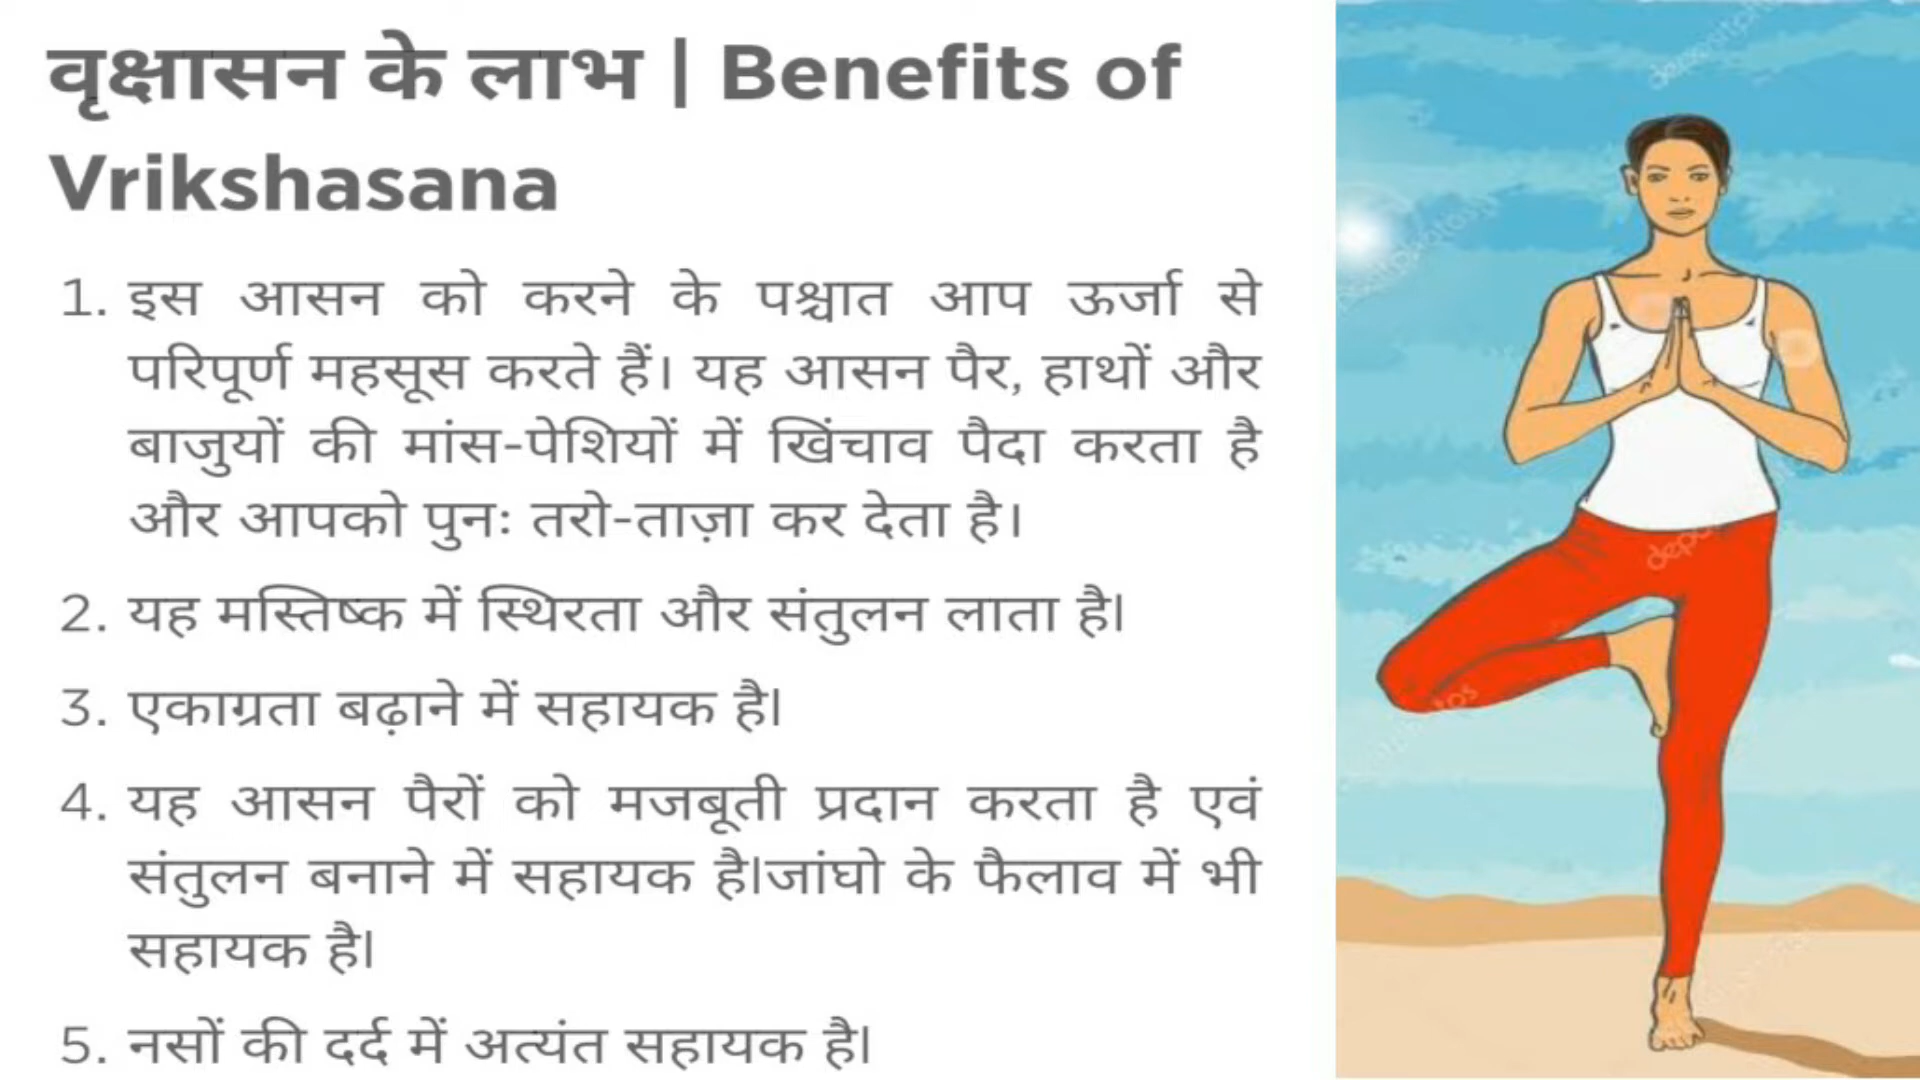 वृक्षासन के लाभ | Benefits of
Vrikshasana
1. इस आसन को करने के पश्चात आप ऊर्जा से
परिपूर्ण महसूस करते हैं। यह आसन पैर, हाथों और
बाजुयों की मांस-पेशियों में खिंचाव पैदा करता है
और आपको पुनः तरो-ताज़ा कर देता है।
2. यह मस्तिष्क में स्थिरता और संतुलन लाता है।
3. एकाग्रता बढ़ाने में सहायक है।
4. यह आसन पैरों को मजबूती प्रदान करता है एवं
संतुलन बनाने में सहायक है।जांघो के फैलाव में भी
सहायक है।
5. नसों की दर्द में अत्यंत सहायक है।